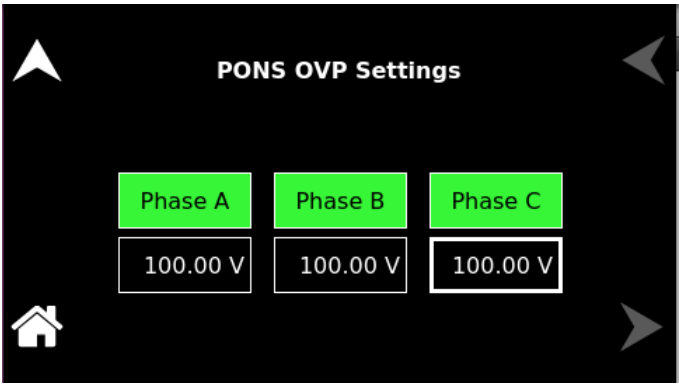 PONS OVP Settings
Phase A Phase B Phase C
100.00 V 100.00 V 100.00 V